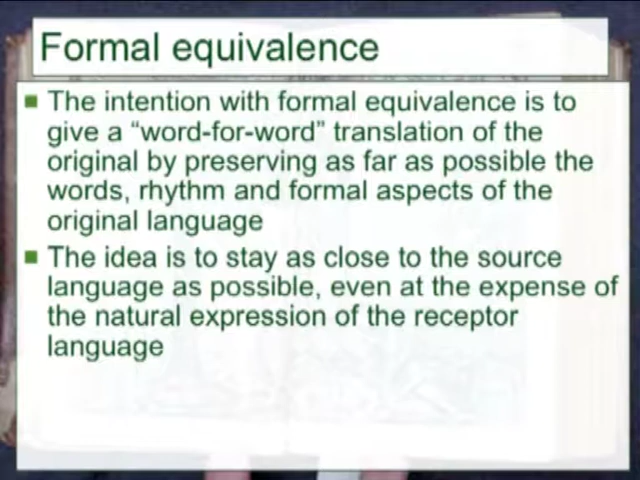 Formal equivalence
The intention with formal equivalence is to
give a “word-for-word” translation of the
original by preserving as far as possible the
words, rhythm and formal aspects of the
original language
The idea is to stay as close to the source
language as possible, even at the expense of
the natural expression of the receptor
language